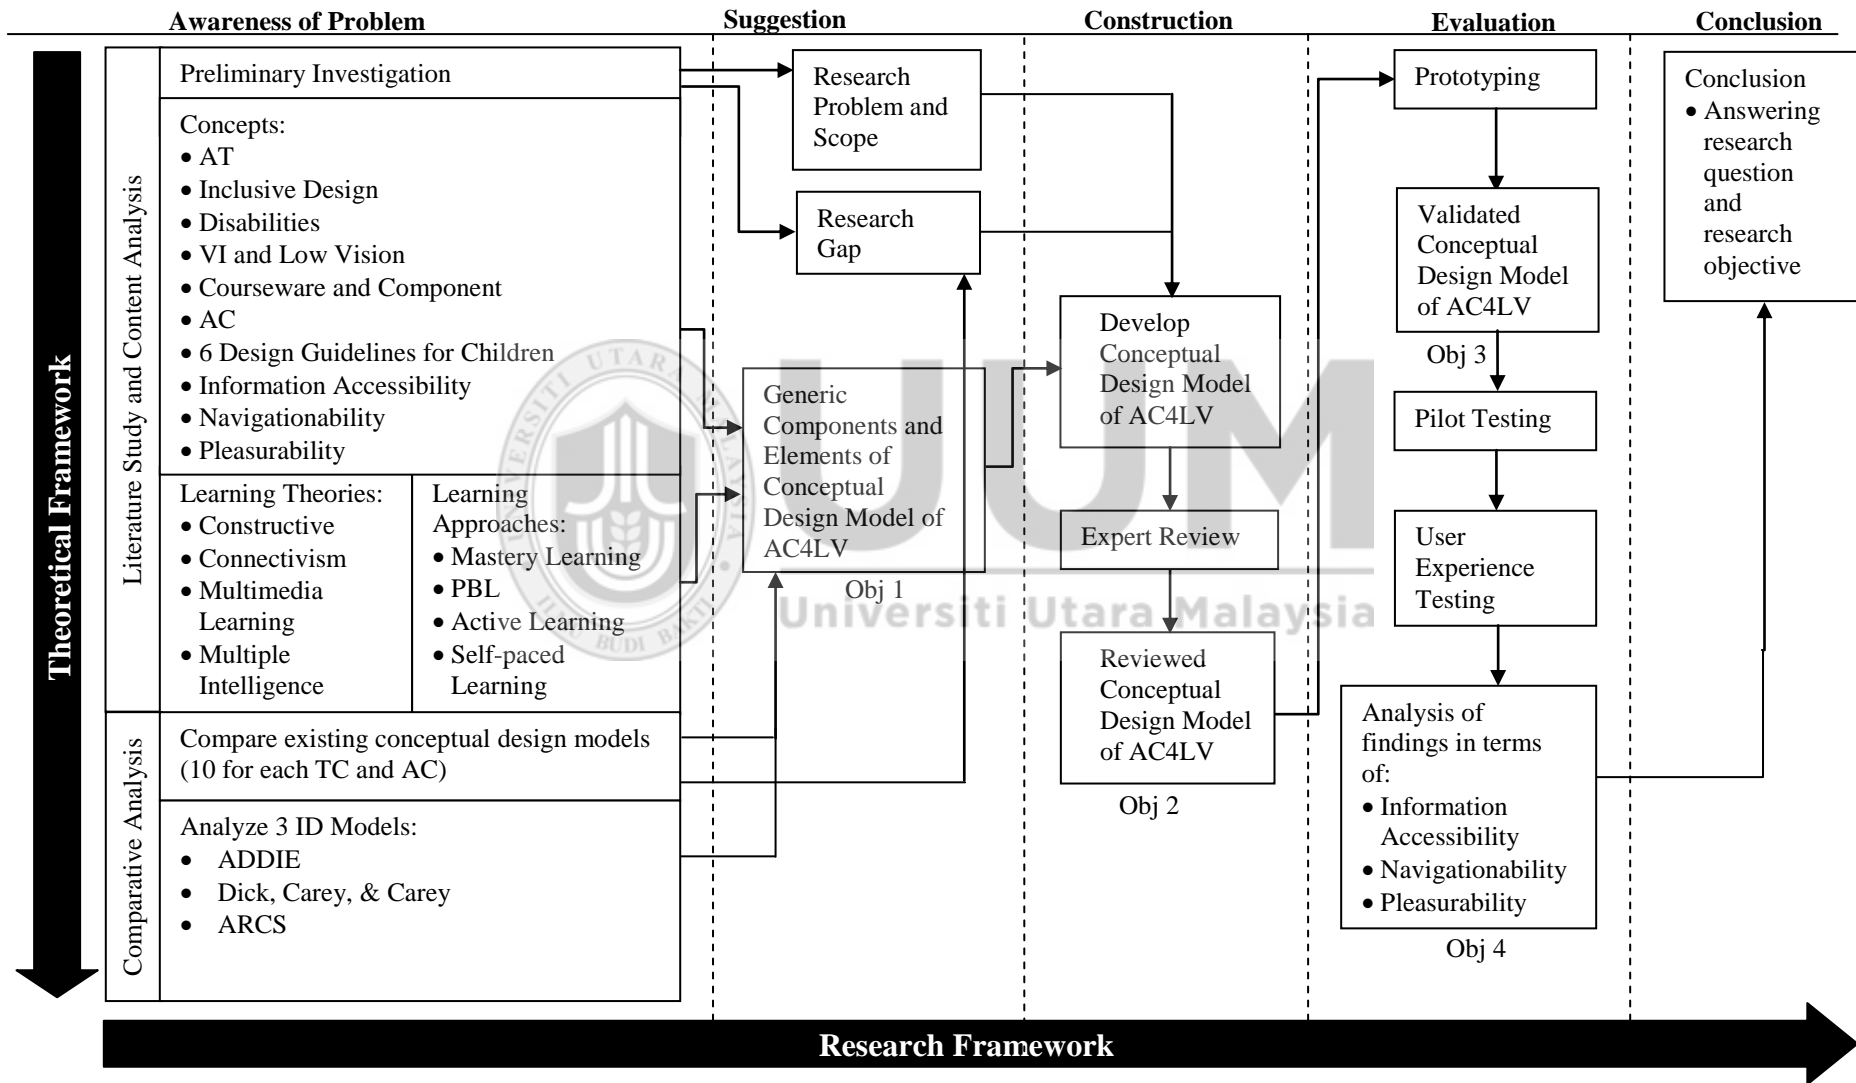 Awareness of Problem
Suggestion
Construction
Evaluation
Conclusion
Theoretical Framework
Literature Study and Content Analysis
Preliminary Investigation
Concepts:
• AT
• Inclusive Design
• Disabilities
• VI and Low Vision
• Courseware and Component
• AC
• 6 Design Guidelines for Children
• Information Accessibility
• Navigationability
• Pleasurability
Learning Theories:
• Constructive
• Connectivism
• Multimedia
Learning
• Multiple
Intelligence
Learning
Approaches:
• Mastery Learning
• PBL
• Active Learning
• Self-paced
Learning
Comparative Analysis
Compare existing conceptual design models
(10 for each TC and AC)
Analyze 3 ID Models:
• ADDIE
• Dick, Carey, & Carey
• ARCS
Research
Problem and
Scope
Research
Gap
Generic
Components and
Elements of
Conceptual
Design Model of
AC4LV
Obj 1
Develop
Conceptual
Design Model
of AC4LV
Expert Review
Reviewed
Conceptual
Design Model
of AC4LV
Obj 2
Prototyping
Validated
Conceptual
Design Model
of AC4LV
Obj 3
Pilot Testing
User
Experience
Testing
Analysis of
findings in terms
of:
• Information
Accessibility
• Navigationability
• Pleasurability
Obj 4
Conclusion
• Answering
research
question
and
research
objective
Research Framework
UNIVERSITI UTARA MALAYSIA
ILMU BUDI BAKTI
UUM
Universiti Utara Malaysia